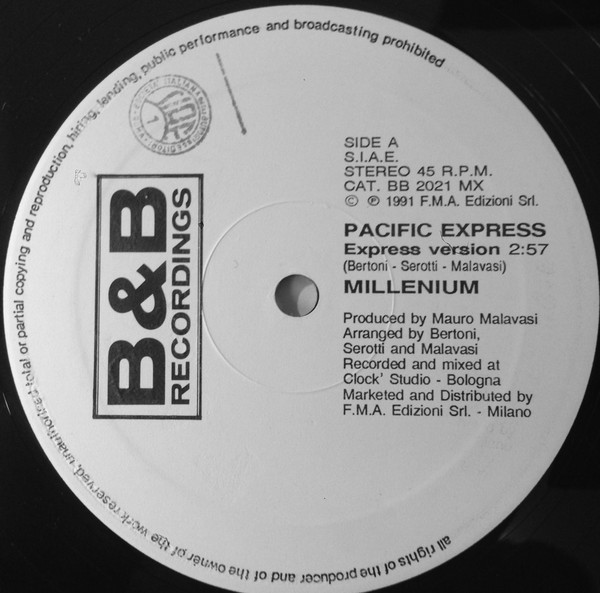 all rights of the producer and of the owner of the work reserved, unauthorised total or partial copying and reproduction, hiring, lending, public performance and broadcasting prohibited
B&B
RECORDINGS
SIDE A
S.I.A.E.
STEREO 45 R.P.M.
CAT. BB 2021 MX
© ℗ 1991 F.M.A. Edizioni Srl.
PACIFIC EXPRESS
Express version 2:57
(Bertoni - Serotti - Malavasi)
MILLENIUM
Produced by Mauro Malavasi
Arranged by Bertoni,
Serotti and Malavasi
Recorded and mixed at
Clock' Studio - Bologna
Marketed and Distributed by
F.M.A. Edizioni Srl. - Milano